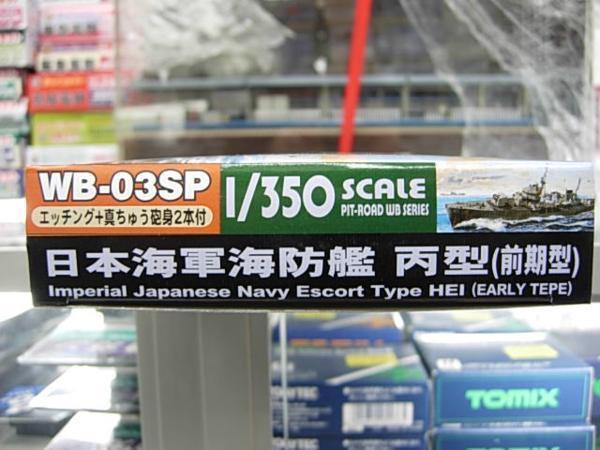 WB-03SP
エッチング+真ちゅう砲身2本付
1/350 SCALE
PIT-ROAD WB SERIES
日本海軍海防艦 丙型(前期型)
Imperial Japanese Navy Escort Type HEI (EARLY TEPE)
TOMIX